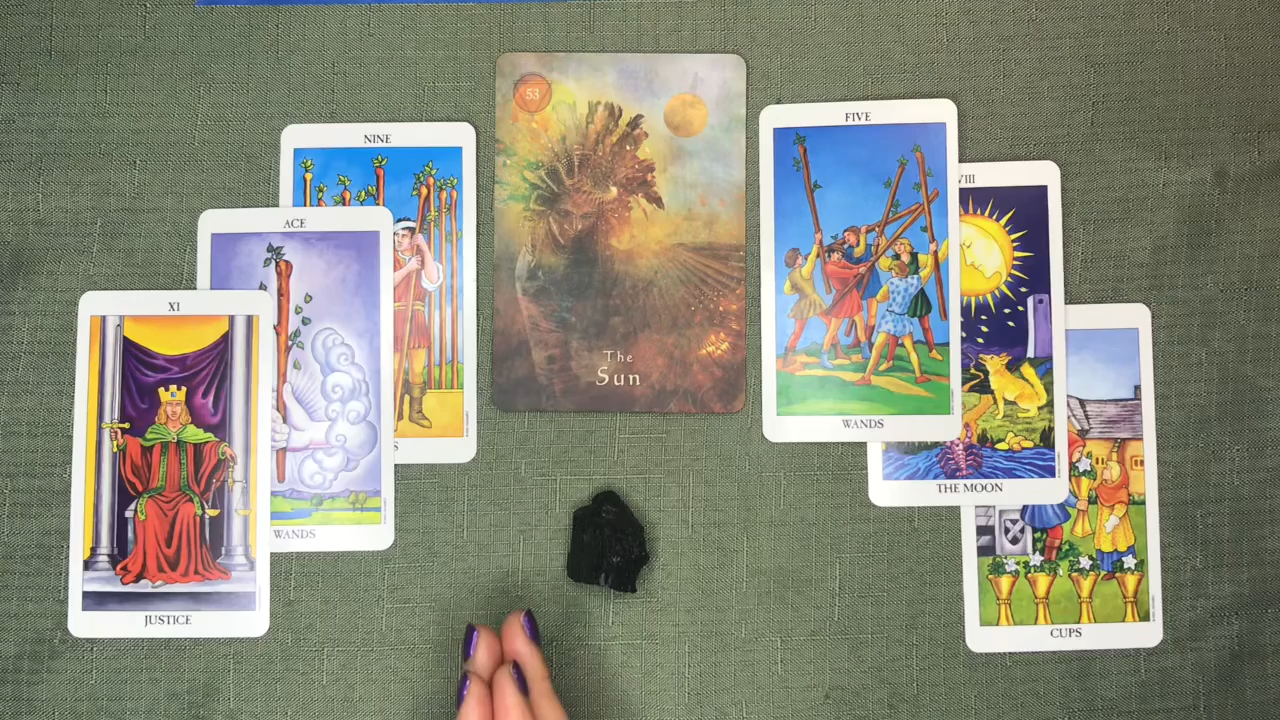 XI
JUSTICE
ACE
WANDS
NINE
S
53
The
Sun
FIVE
WANDS
VIII
THE MOON
CUPS